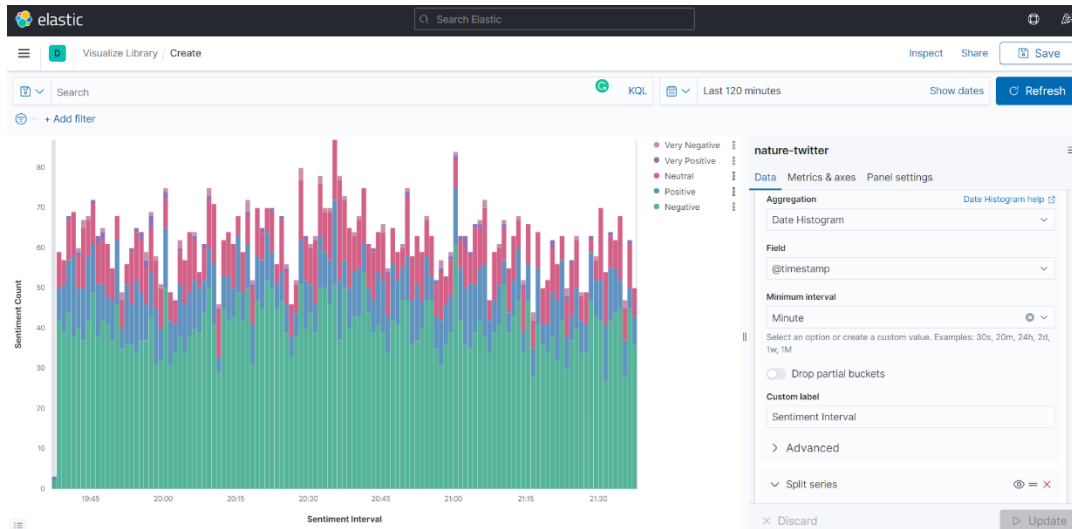 elastic
Search Elastic
D
Visualize Library / Create
Inspect
Share
Save
Search
KQL
Last 120 minutes
Show dates
Refresh
+ Add filter
Very Negative
Very Positive
Neutral
Positive
Negative
80
70
60
50
40
30
20
10
0
Sentiment Count
19:45 20:00 20:15 20:30 20:45 21:00 21:15 21:30
Sentiment Interval
nature-twitter
Data Metrics & axes Panel settings
Aggregation Date Histogram help
Date Histogram
Field
@timestamp
Minimum interval
Minute
Select an option or create a custom value. Examples: 30s, 20m, 24h, 2d,
1w, 1M
Drop partial buckets
Custom label
Sentiment Interval
Advanced
Split series
Discard
Update